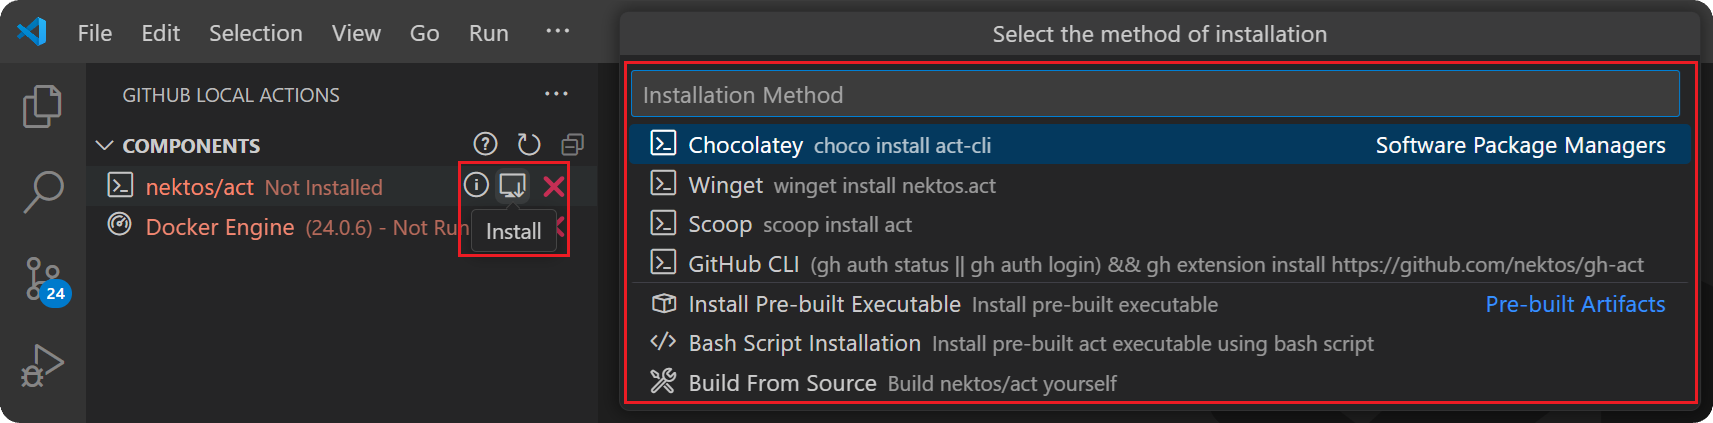 File Edit Selection View Go Run ···
Select the method of installation
GITHUB LOCAL ACTIONS ···
Installation Method
COMPONENTS
nektos/act Not Installed
Docker Engine (24.0.6) - Not Run
Install
24
Chocolatey choco install act-cli Software Package Managers
Winget winget install nektos.act
Scoop scoop install act
GitHub CLI (gh auth status || gh auth login) && gh extension install https://github.com/nektos/gh-act
Install Pre-built Executable Install pre-built executable Pre-built Artifacts
Bash Script Installation Install pre-built act executable using bash script
Build From Source Build nektos/act yourself